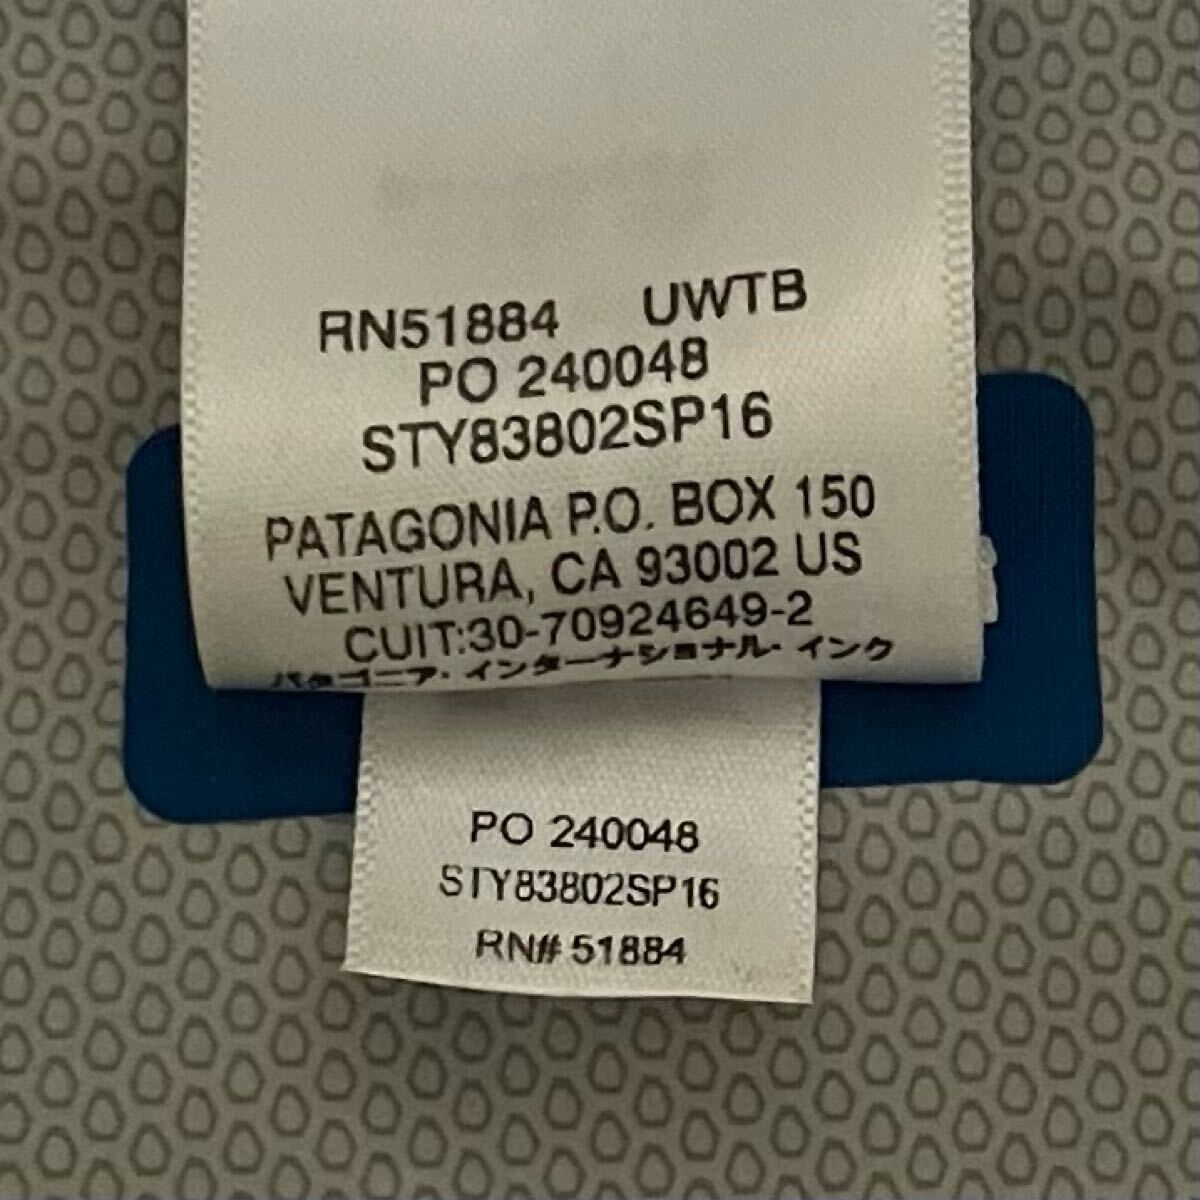 RN51884 UWTB
PO 240048
STY83802SP16
PATAGONIA P.O. BOX 150
VENTURA, CA 93002 US
CUIT:30-70924649-2
パタゴニア・インターナショナル・インク
PO 240048
STY83802SP16
RN# 51884